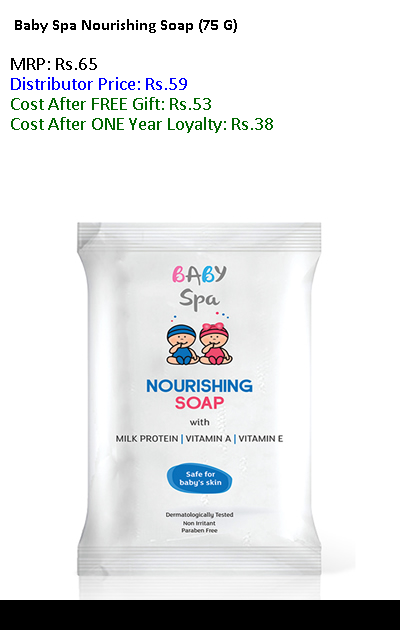 Baby Spa Nourishing Soap (75 G)
MRP: Rs.65
Distributor Price: Rs.59
Cost After FREE Gift: Rs.53
Cost After ONE Year Loyalty: Rs.38
BABY
Spa
NOURISHING
SOAP
with
MILK PROTEIN | VITAMIN A | VITAMIN E
Safe for
baby's skin
Dermatologically Tested
Non Irritant
Paraben Free